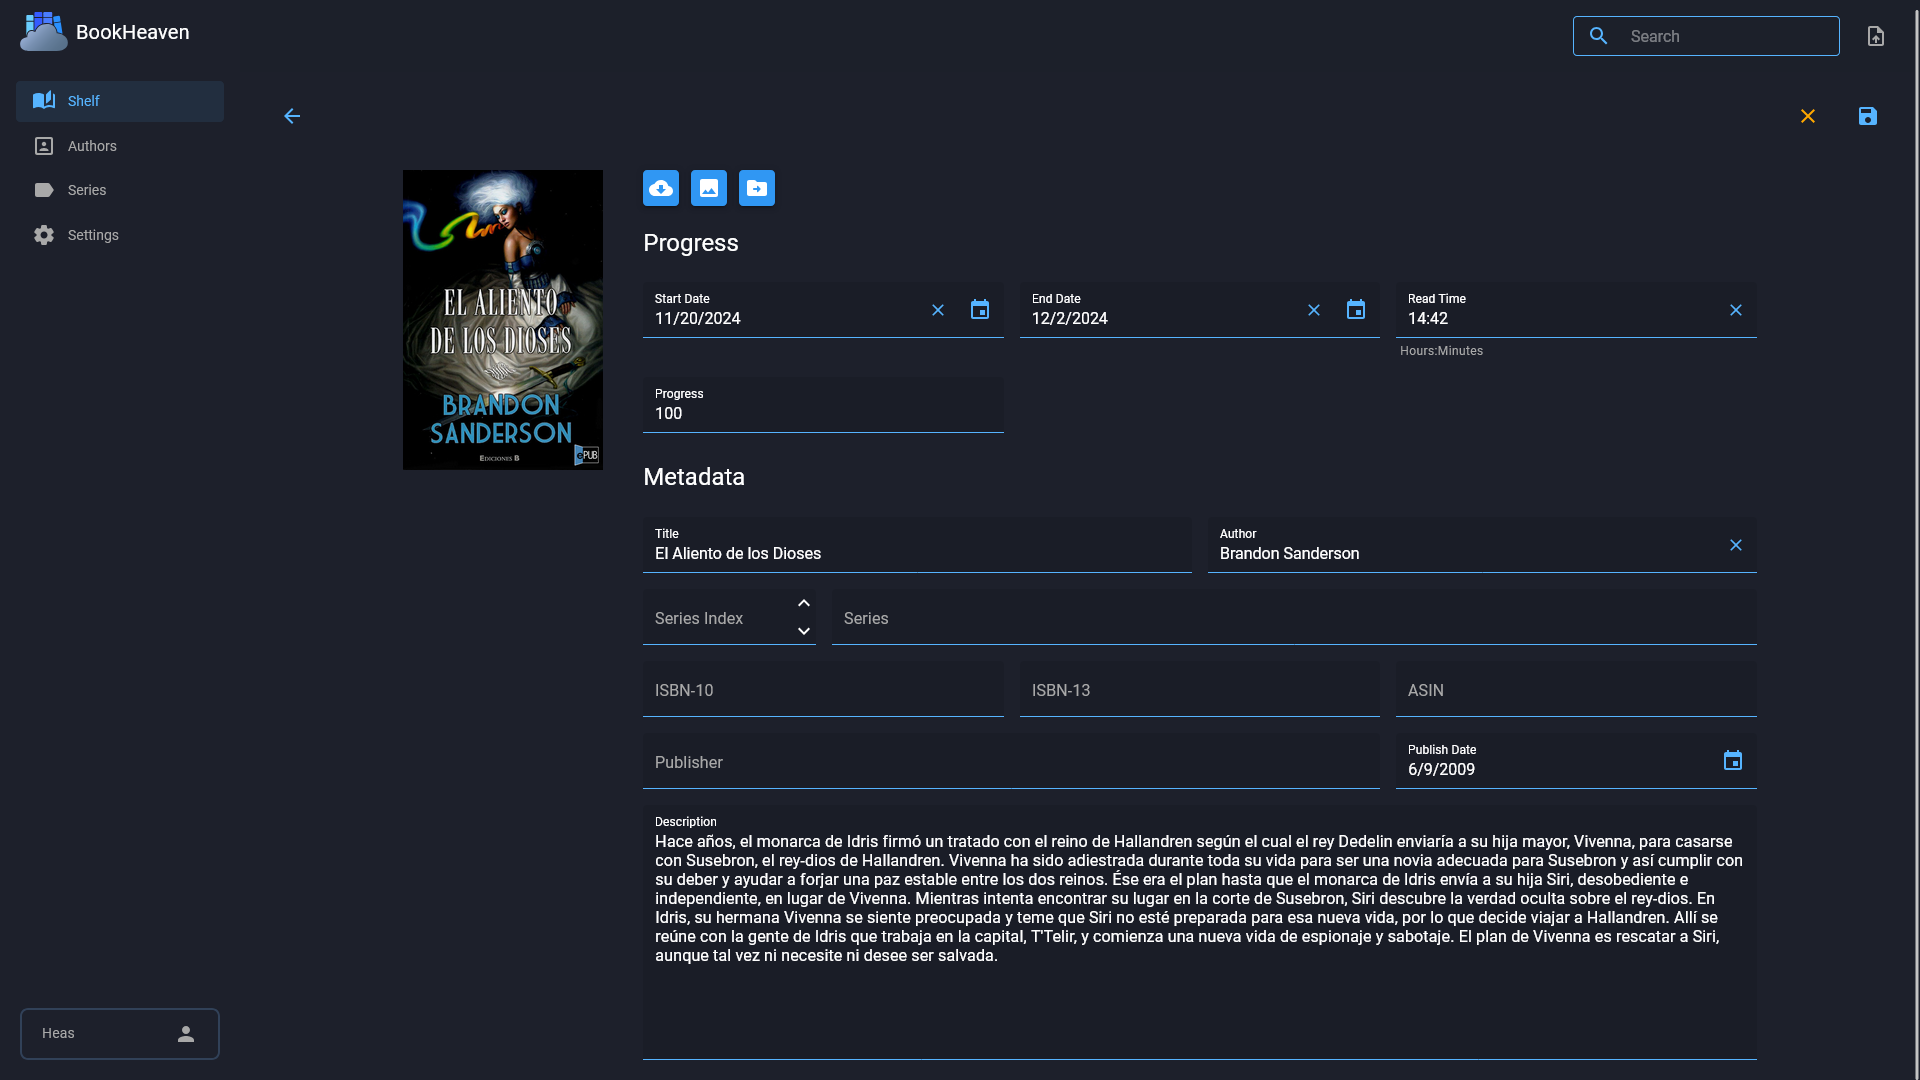 BookHeaven
Search
Shelf
Authors
Series
Settings
EL ALIENTO
DE LOS DIOSES
BRANDON
SANDERSON
EDICIONES B
ePUB
Progress
Start Date
11/20/2024
End Date
12/2/2024
Read Time
14:42
Hours:Minutes
Progress
100
Metadata
Title
El Aliento de los Dioses
Author
Brandon Sanderson
Series Index
Series
ISBN-10
ISBN-13
ASIN
Publisher
Publish Date
6/9/2009
Description
Hace años, el monarca de Idris firmó un tratado con el reino de Hallandren según el cual el rey Dedelin enviaría a su hija mayor, Vivenna, para casarse
con Susebron, el rey-dios de Hallandren. Vivenna ha sido adiestrada durante toda su vida para ser una novia adecuada para Susebron y así cumplir con
su deber y ayudar a forjar una paz estable entre los dos reinos. Ése era el plan hasta que el monarca de Idris envía a su hija Siri, desobediente e
independiente, en lugar de Vivenna. Mientras intenta encontrar su lugar en la corte de Susebron, Siri descubre la verdad oculta sobre el rey-dios. En
Idris, su hermana Vivenna se siente preocupada y teme que Siri no esté preparada para esa nueva vida, por lo que decide viajar a Hallandren. Allí se
reúne con la gente de Idris que trabaja en la capital, T'Telir, y comienza una nueva vida de espionaje y sabotaje. El plan de Vivenna es rescatar a Siri,
aunque tal vez ni necesite ni desee ser salvada.
Heas